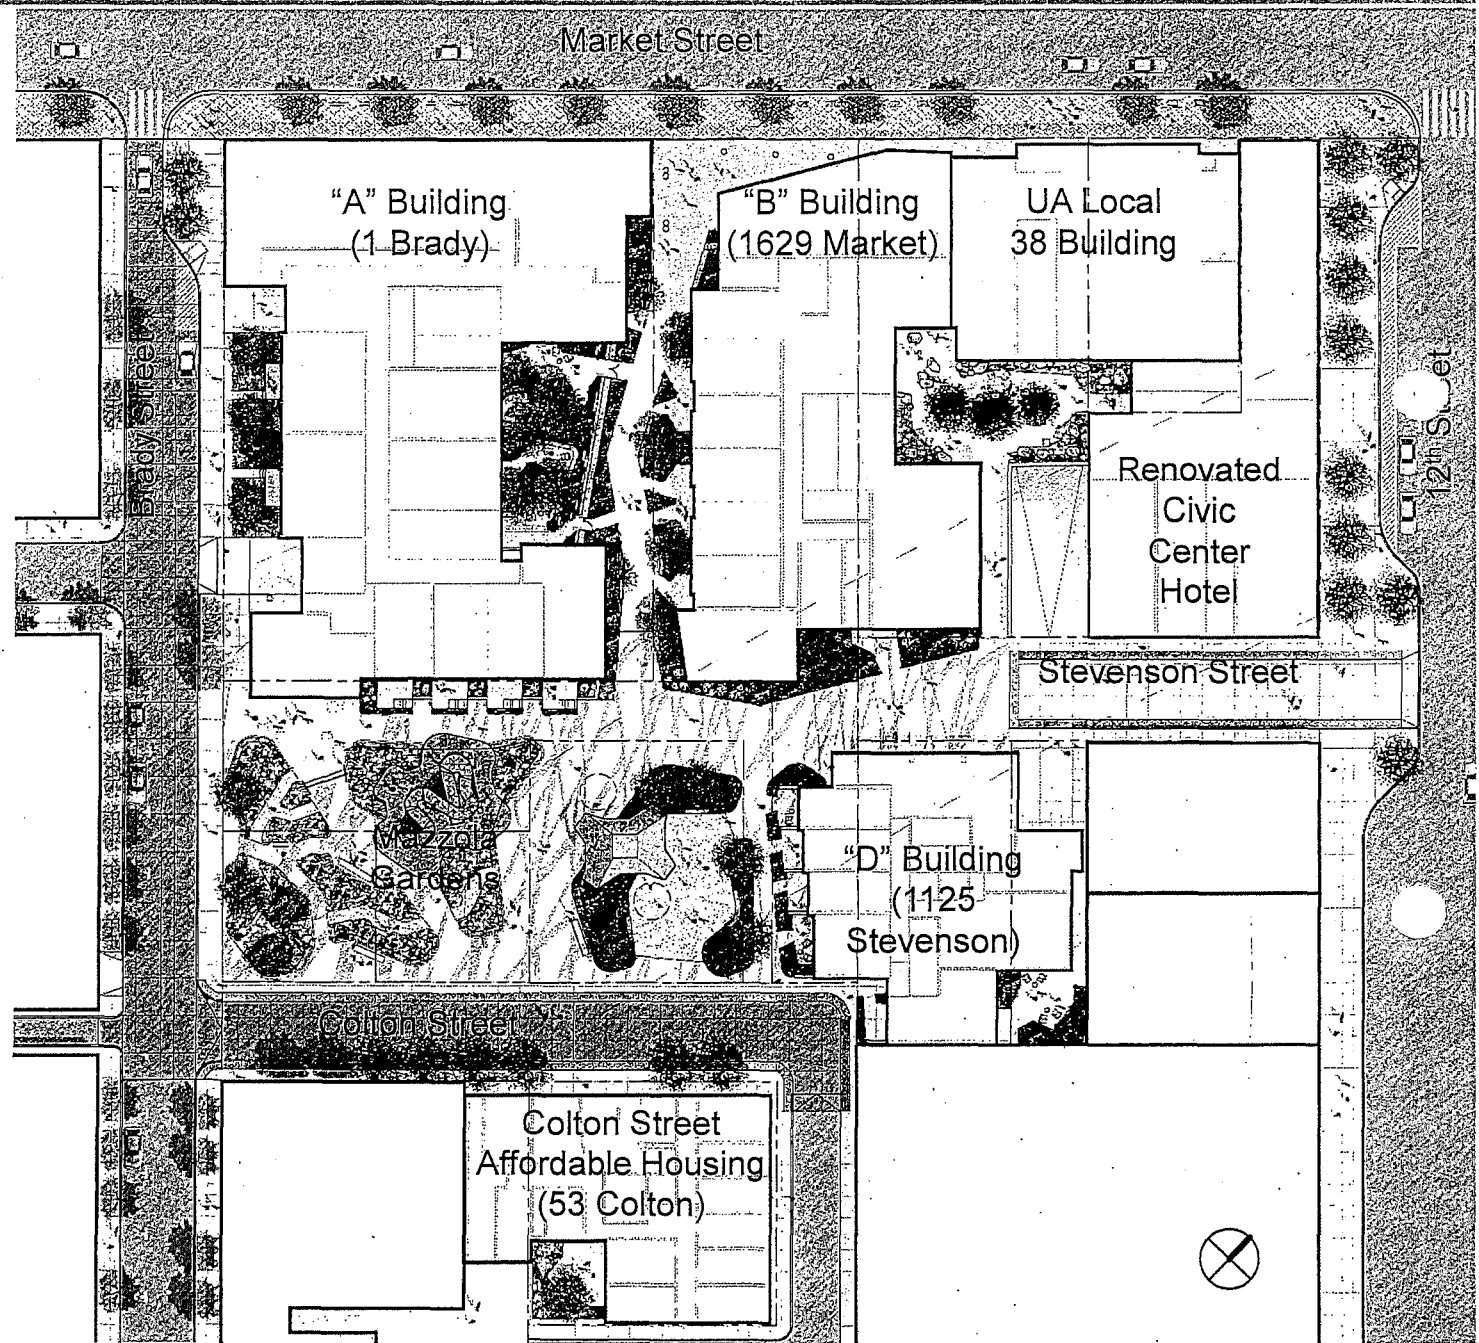 Market Street
"A" Building
(1 Brady)
"B" Building
(1629 Market)
UA Local
38 Building
Brady Street
12th Street
Renovated
Civic
Center
Hotel
Stevenson Street
Mazzola
Gardens
"D" Building
(1125
Stevenson)
Colton Street
Colton Street
Affordable Housing
(53 Colton)